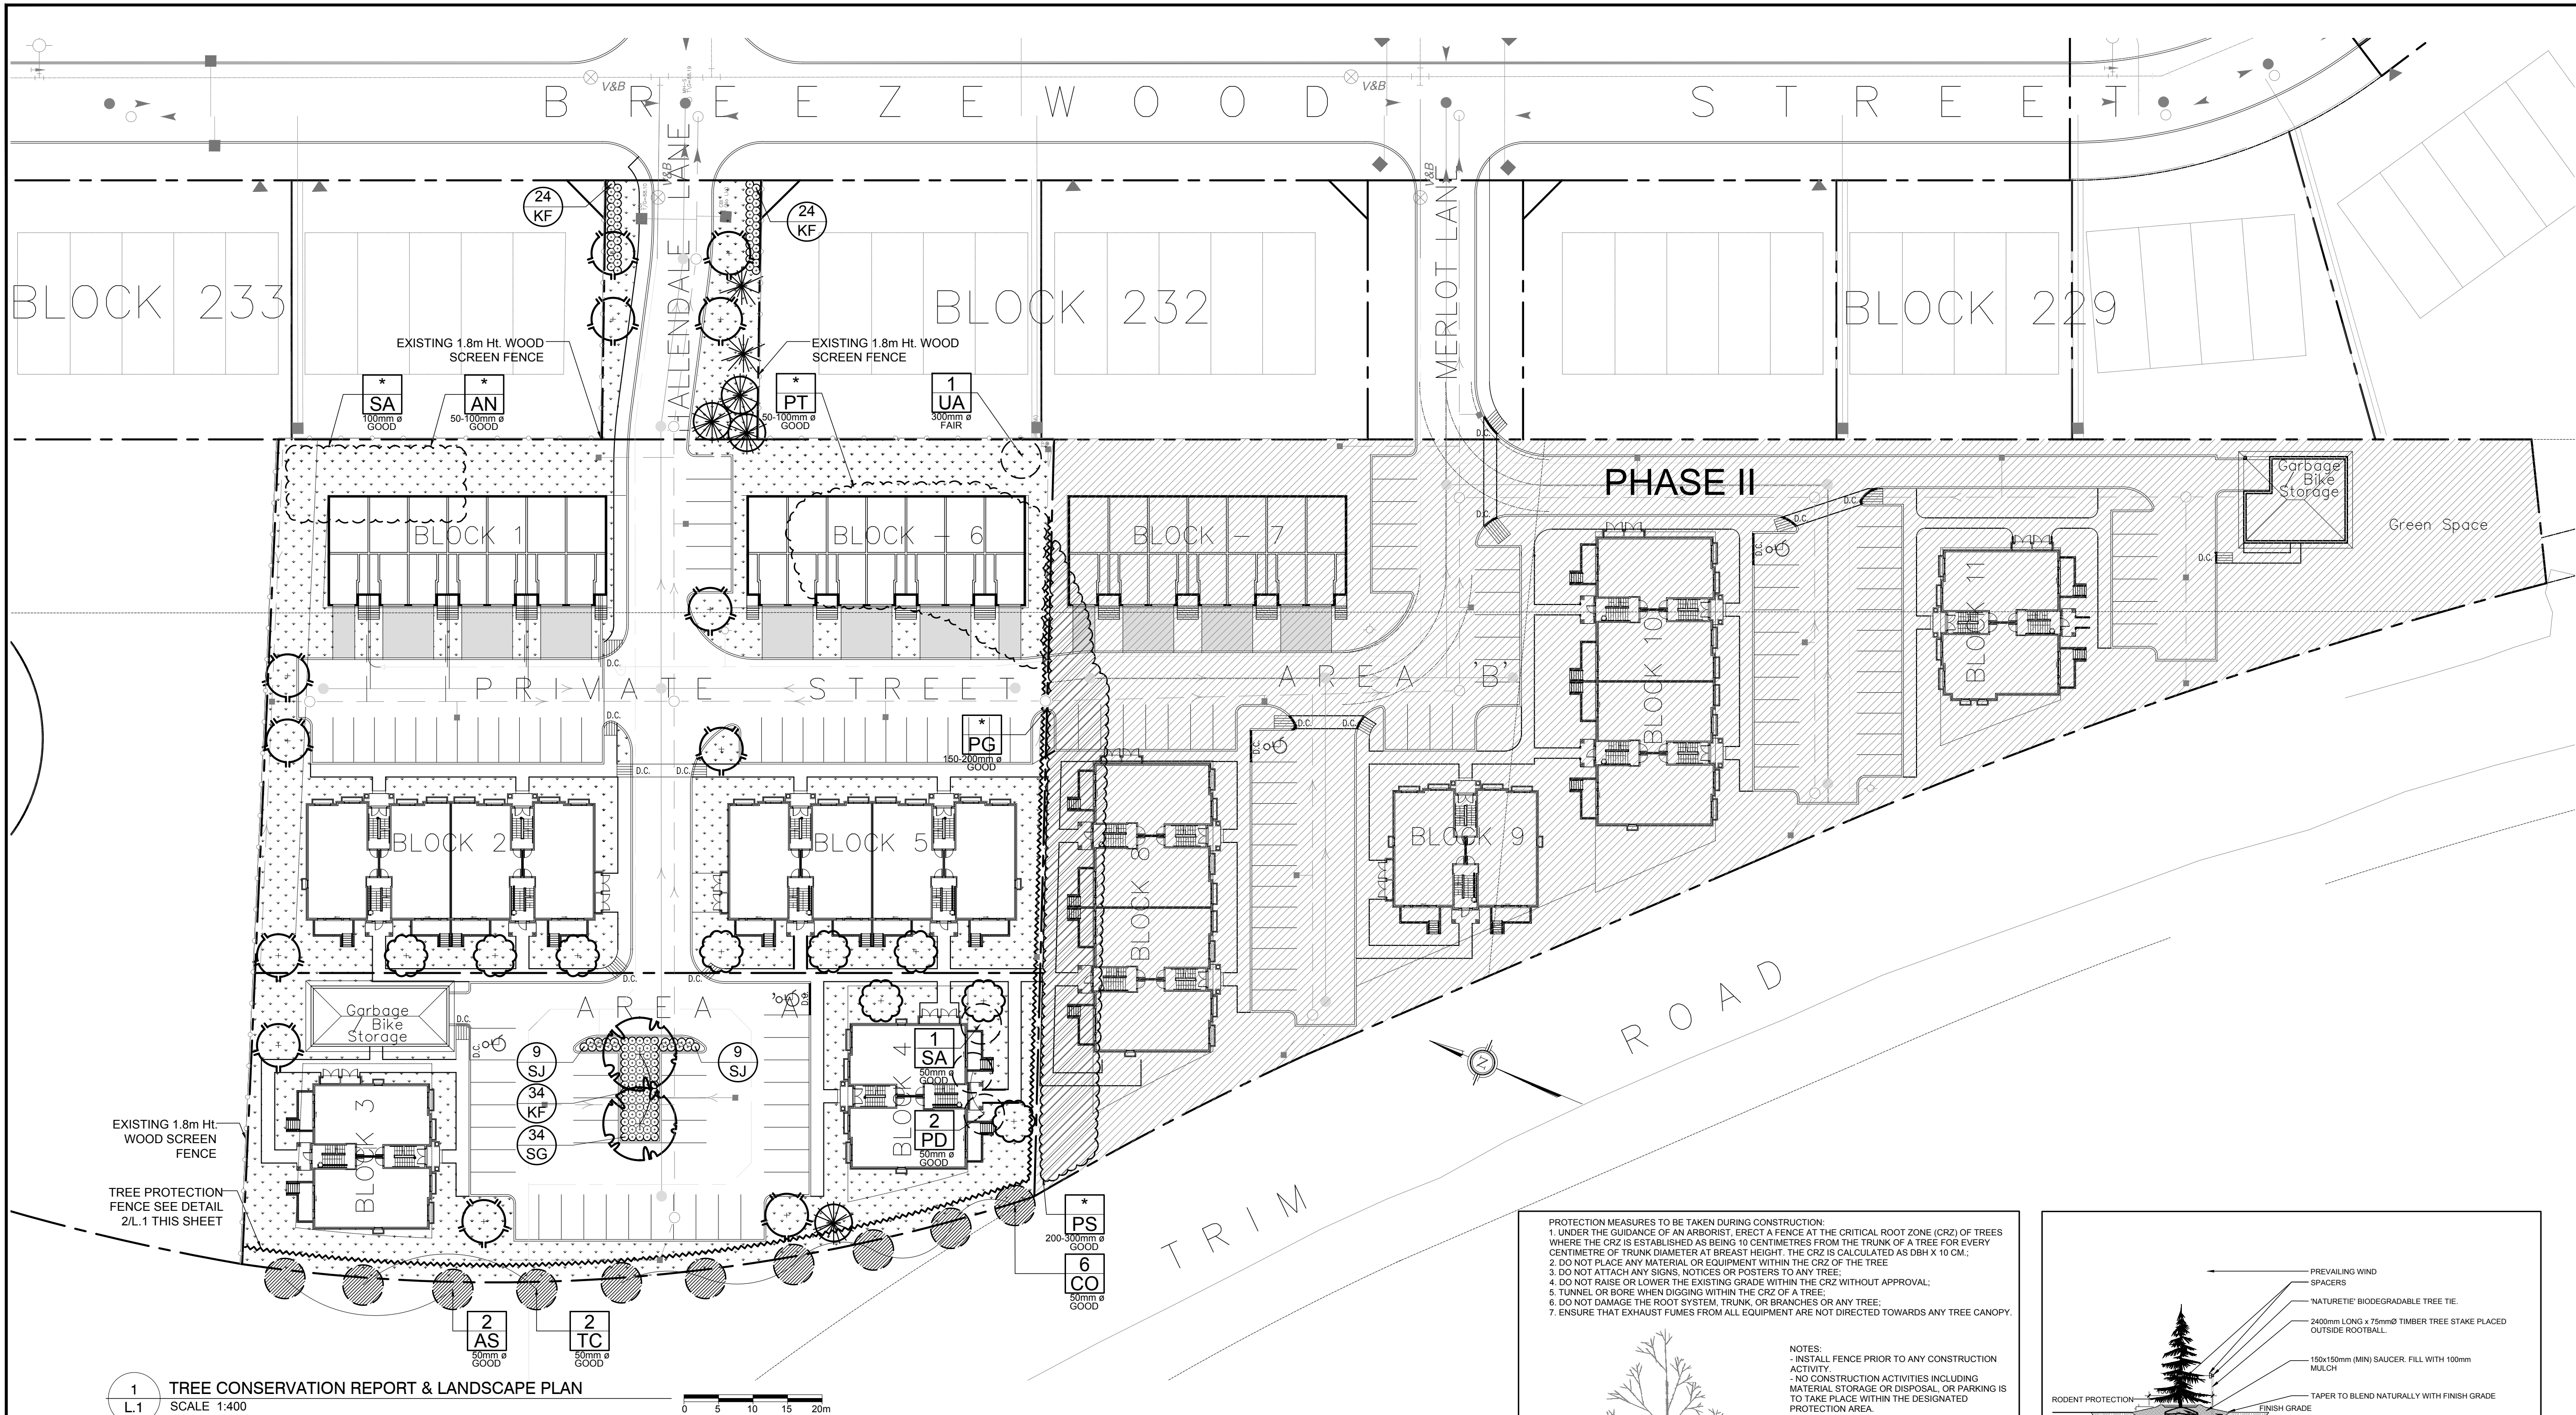 BREEZEWOOD STREET
V&B
V&B
V&B
V&B
ALLENDALE LANE
MERLOT LANE
24
KF
24
KF
BLOCK 233
BLOCK 232
BLOCK 229
EXISTING 1.8m Ht. WOOD
SCREEN FENCE
EXISTING 1.8m Ht. WOOD
SCREEN FENCE
*
SA
100mm ø
GOOD
*
AN
50-100mm ø
GOOD
*
PT
50-100mm ø
GOOD
1
UA
300mm ø
FAIR
D.C.
PHASE II
Garbage
/ Bike
Storage
Green Space
D.C.
D.C.
D.C.
D.C.
D.C.
BLOCK 1
BLOCK - 6
BLOCK - 7
BLOCK 10
BLOCK 11
D.C.
PRIVATE STREET
AREA 'B'
D.C.
*
PG
150-200mm ø
GOOD
D.C.
D.C.
D.C.
D.C.
D.C.
BLOCK 2
BLOCK 5
BLOCK 8
BLOCK 9
D.C.
D.C.
AREA 'A'
D.C.
Garbage
/ Bike
Storage
D.C.
D.C.
9
SJ
9
SJ
34
KF
34
SG
BLOCK 3
BLOCK 4
1
SA
50mm ø
GOOD
2
PD
50mm ø
GOOD
N
TRIM ROAD
EXISTING 1.8m Ht.
WOOD SCREEN
FENCE
TREE PROTECTION
FENCE SEE DETAIL
2/L.1 THIS SHEET
*
PS
200-300mm ø
GOOD
6
CO
50mm ø
GOOD
2
AS
50mm ø
GOOD
2
TC
50mm ø
GOOD
1
L.1
TREE CONSERVATION REPORT & LANDSCAPE PLAN
SCALE 1:400
0 5 10 15 20m
PROTECTION MEASURES TO BE TAKEN DURING CONSTRUCTION:
1. UNDER THE GUIDANCE OF AN ARBORIST, ERECT A FENCE AT THE CRITICAL ROOT ZONE (CRZ) OF TREES
WHERE THE CRZ IS ESTABLISHED AS BEING 10 CENTIMETRES FROM THE TRUNK OF A TREE FOR EVERY
CENTIMETRE OF TRUNK DIAMETER AT BREAST HEIGHT. THE CRZ IS CALCULATED AS DBH X 10 CM.;
2. DO NOT PLACE ANY MATERIAL OR EQUIPMENT WITHIN THE CRZ OF THE TREE
3. DO NOT ATTACH ANY SIGNS, NOTICES OR POSTERS TO ANY TREE;
4. DO NOT RAISE OR LOWER THE EXISTING GRADE WITHIN THE CRZ WITHOUT APPROVAL;
5. TUNNEL OR BORE WHEN DIGGING WITHIN THE CRZ OF A TREE;
6. DO NOT DAMAGE THE ROOT SYSTEM, TRUNK, OR BRANCHES OR ANY TREE;
7. ENSURE THAT EXHAUST FUMES FROM ALL EQUIPMENT ARE NOT DIRECTED TOWARDS ANY TREE CANOPY.
NOTES:
- INSTALL FENCE PRIOR TO ANY CONSTRUCTION
ACTIVITY.
- NO CONSTRUCTION ACTIVITIES INCLUDING
MATERIAL STORAGE OR DISPOSAL, OR PARKING IS
TO TAKE PLACE WITHIN THE DESIGNATED
PROTECTION AREA.
PREVAILING WIND
SPACERS
'NATURETIE' BIODEGRADABLE TREE TIE.
2400mm LONG x 75mmØ TIMBER TREE STAKE PLACED
OUTSIDE ROOTBALL.
150x150mm (MIN) SAUCER. FILL WITH 100mm
MULCH
RODENT PROTECTION
TAPER TO BLEND NATURALLY WITH FINISH GRADE
FINISH GRADE